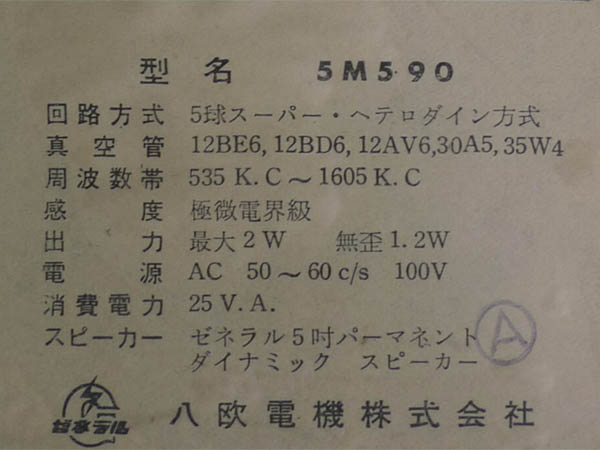 型名 5M590
回路方式 5球スーパー・ヘテロダイン方式
真空管 12BE6, 12BD6, 12AV6, 30A5, 35W4
周波数帯 535 K.C～1605 K.C
感度 極微電界級
出力 最大2W 無歪1.2W
電源 AC 50～60 c/s 100V
消費電力 25 V.A.
スピーカー ゼネラル5吋パーマネント
ダイナミック スピーカー
A
ゼネラル
八欧電機株式会社